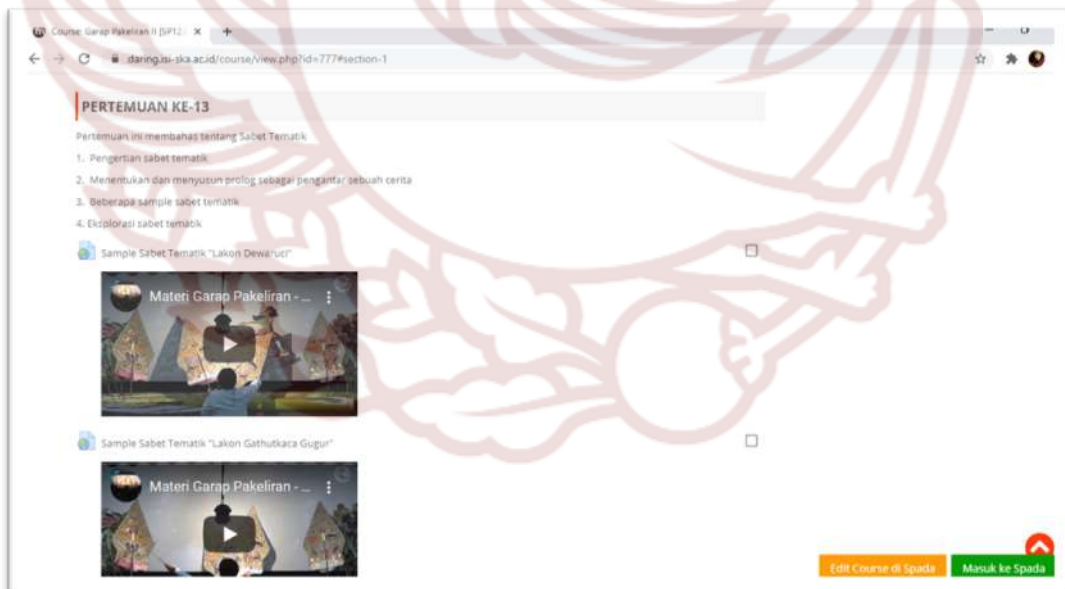 Course: Garap Pakeliran II [SP12
daring.isi-ska.ac.id/course/view.php?id=777#section-1
PERTEMUAN KE-13
Pertemuan ini membahas tentang Sabet Tematik
1. Pengertian sabet tematik
2. Menentukan dan menyusun prolog sebagai pengantar sebuah cerita
3. Beberapa sample sabet tematik
4. Eksplorasi sabet tematik
Sample Sabet Tematik "Lakon Dewaruci"
Materi Garap Pakeliran - ...
Sample Sabet Tematik "Lakon Gathutkaca Gugur"
Materi Garap Pakeliran - ...
Edit Course di Spada
Masuk ke Spada